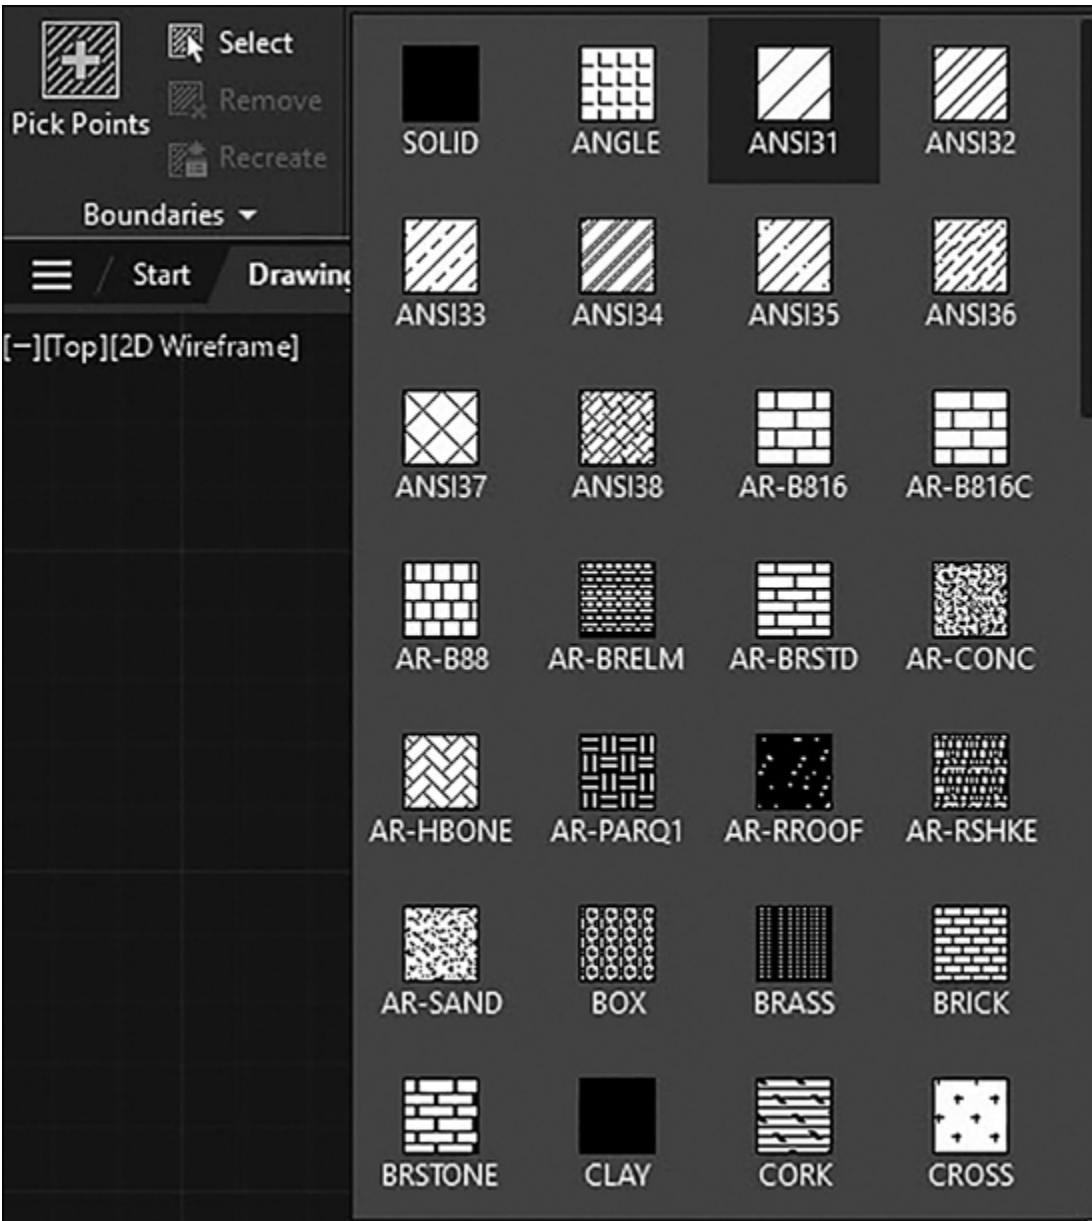 Pick Points
Select
Remove
Recreate
Boundaries
Start
Drawing
[−][Top][2D Wireframe]
SOLID ANGLE ANSI31 ANSI32
ANSI33 ANSI34 ANSI35 ANSI36
ANSI37 ANSI38 AR-B816 AR-B816C
AR-B88 AR-BRELM AR-BRSTD AR-CONC
AR-HBONE AR-PARQ1 AR-RROOF AR-RSHKE
AR-SAND BOX BRASS BRICK
BRSTONE CLAY CORK CROSS